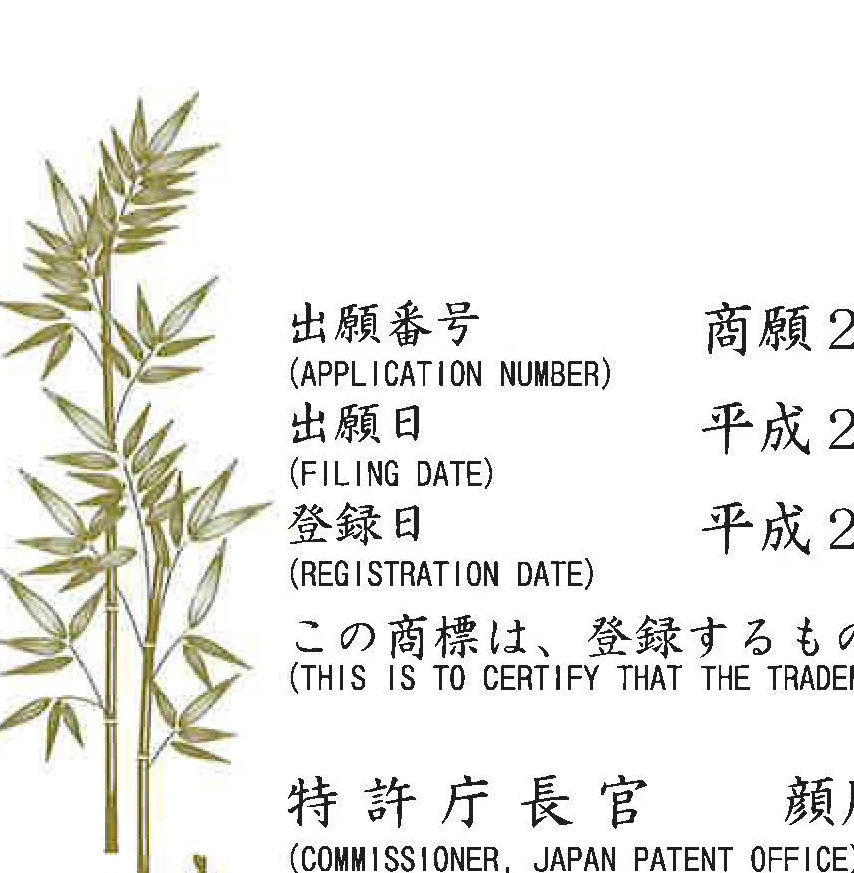 出願番号 商願2
(APPLICATION NUMBER)
出願日 平成2
(FILING DATE)
登録日 平成2
(REGISTRATION DATE)
この商標は、登録するもの
(THIS IS TO CERTIFY THAT THE TRADEM
特許庁長官 顔
(COMMISSIONER, JAPAN PATENT OFFICE)